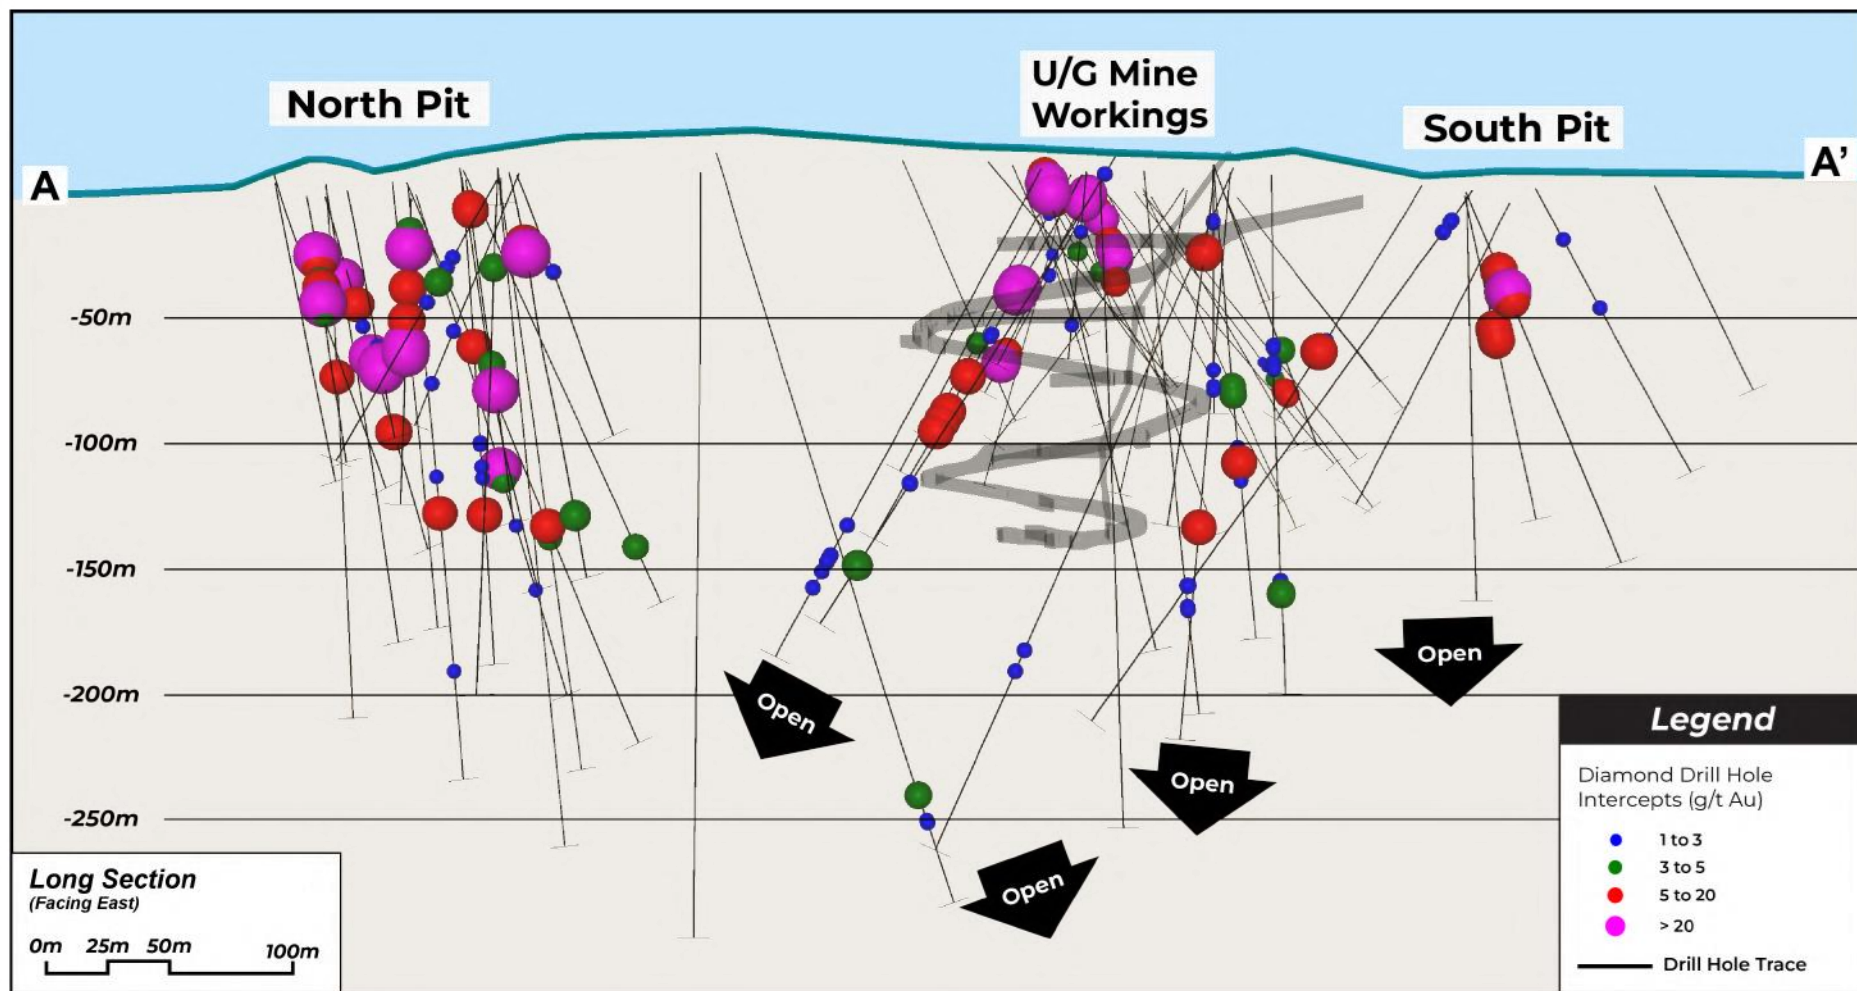 North Pit
U/G Mine
Workings
South Pit
A
A’
-50m
-100m
-150m
-200m
-250m
Open
Open
Open
Open
Long Section
(Facing East)
0m 25m 50m 100m
Legend
Diamond Drill Hole
Intercepts (g/t Au)
1 to 3
3 to 5
5 to 20
> 20
Drill Hole Trace